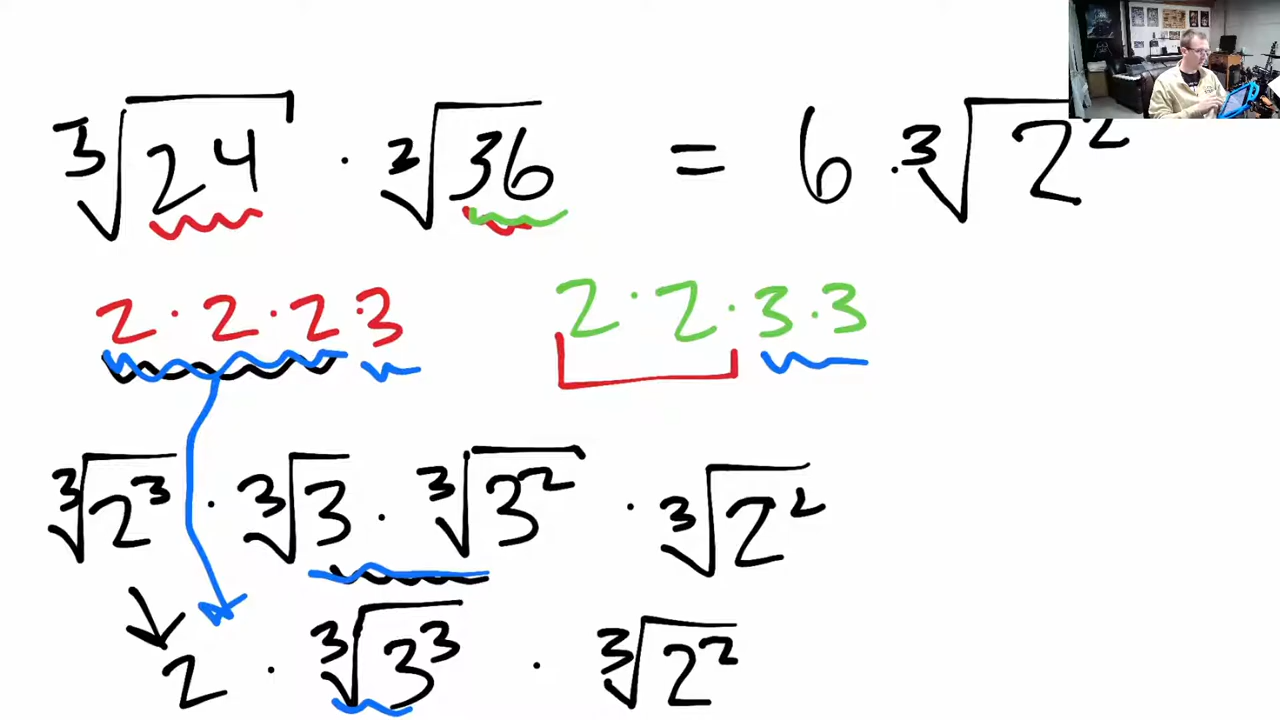 ∛24 · ∛36 = 6 · ∛2²
2 · 2 · 2 · 3 2 · 2 · 3 · 3
∛2³ · ∛3 · ∛3² · ∛2²
2 · ∛3³ · ∛2²